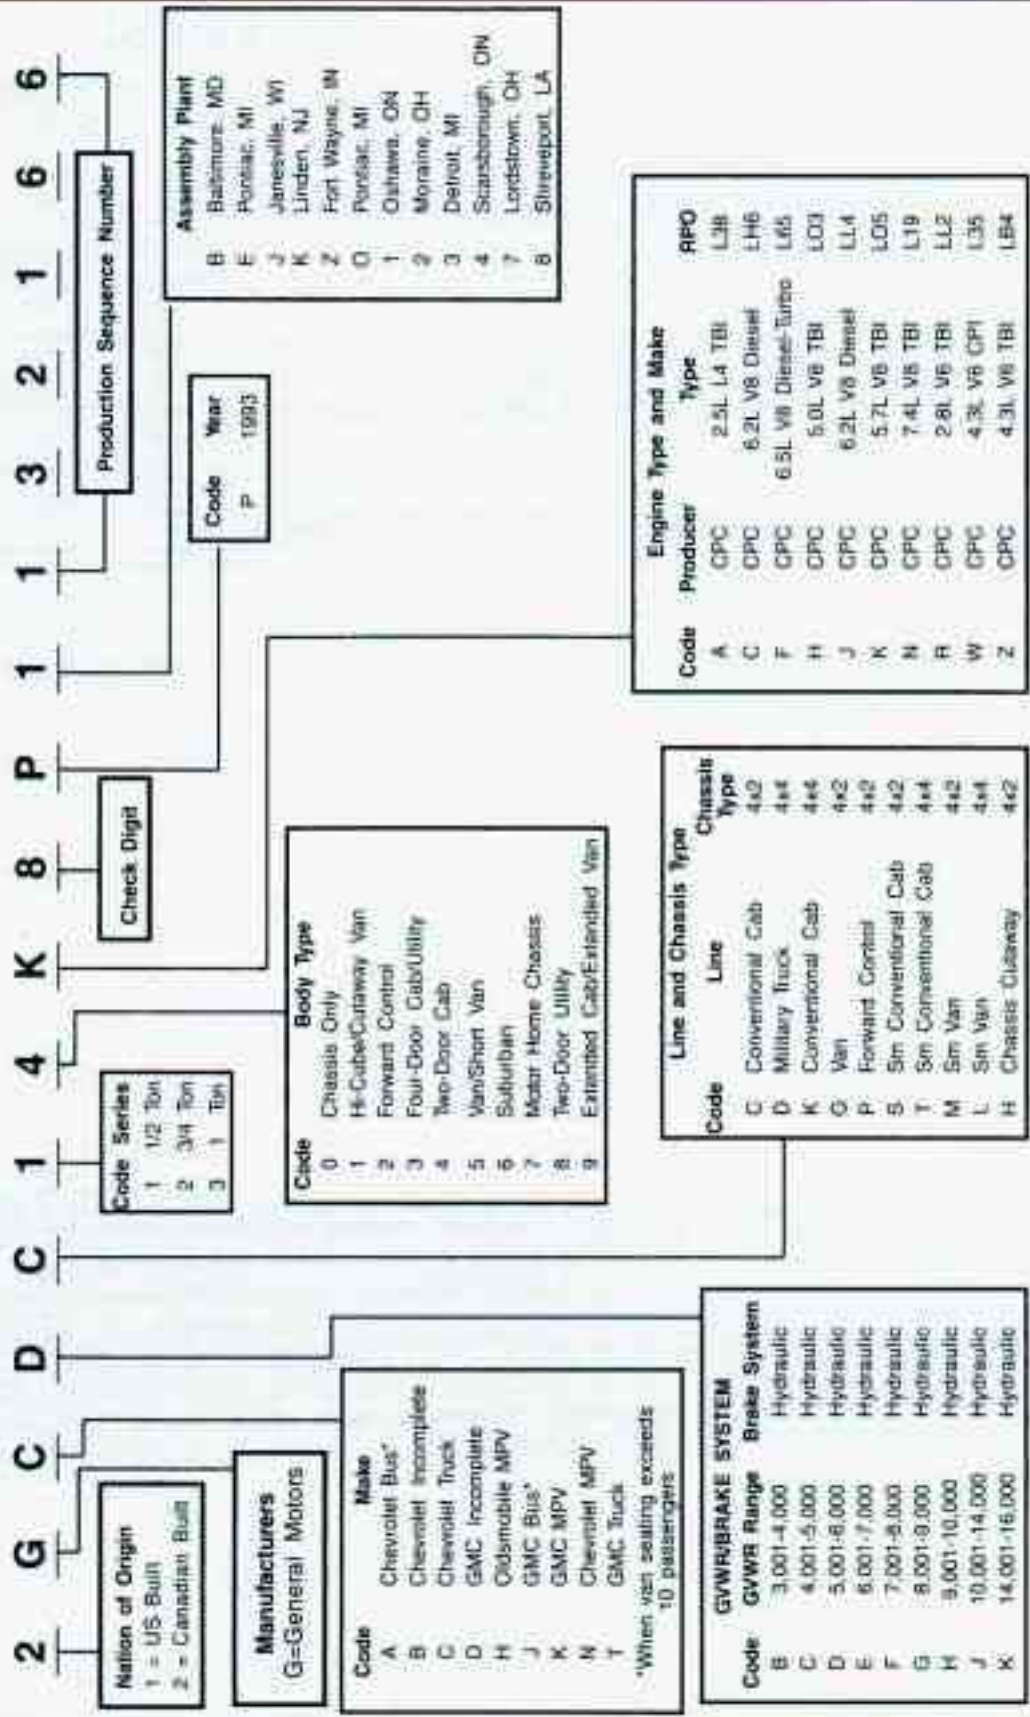 2 G C D C 1 4 K 8 P 1 1 3 2 1 6 6
Nation of Origin
1 = US Built
2 = Canadian Built
Manufacturers
G=General Motors
Code Make
A Chevrolet Bus*
B Chevrolet Incomplete
C Chevrolet Truck
D GMC Incomplete
H Oldsmobile MPV
J GMC Bus*
K GMC MPV
N Chevrolet MPV
T GMC Truck
*When van seating exceeds
10 passengers
GVWR/BRAKE SYSTEM
Code GVWR Range Brake System
B 3,001-4,000 Hydraulic
C 4,001-5,000 Hydraulic
D 5,001-6,000 Hydraulic
E 6,001-7,000 Hydraulic
F 7,001-8,000 Hydraulic
G 8,001-9,000 Hydraulic
H 9,001-10,000 Hydraulic
J 10,001-14,000 Hydraulic
K 14,001-16,000 Hydraulic
Code Series
1 1/2 Ton
2 3/4 Ton
3 1 Ton
Code Body Type
0 Chassis Only
1 Hi-Cube/Cutaway Van
2 Forward Control
3 Four-Door Cab/Utility
4 Two-Door Cab
5 Van/Short Van
6 Suburban
7 Motor Home Chassis
8 Two-Door Utility
9 Extended Cab/Extended Van
Line and Chassis Type
Code Line Chassis Type
C Conventional Cab 4x2
D Military Truck 4x4
K Conventional Cab 4x4
G Van 4x2
P Forward Control 4x2
S Sm Conventional Cab 4x2
T Sm Conventional Cab 4x4
M Sm Van 4x2
L Sm Van 4x4
H Chassis Cutaway 4x2
Check Digit
Code Year
P 1993
Production Sequence Number
Assembly Plant
B Baltimore, MD
E Pontiac, MI
J Janesville, WI
K Linden, NJ
Z Fort Wayne, IN
O Pontiac, MI
1 Oshawa, ON
2 Moraine, OH
3 Detroit, MI
4 Scarsborough, ON
7 Lordstown, OH
8 Shreveport, LA
Engine Type and Make
Code Producer Type RPO
A CPC 2.5L L4 TBI L38
C CPC 6.2L V8 Diesel LH6
F CPC 6.5L V8 Diesel-Turbo L65
H CPC 5.0L V8 TBI LO3
J CPC 6.2L V8 Diesel LL4
K CPC 5.7L V8 TBI LO5
N CPC 7.4L V8 TBI L19
R CPC 2.8L V6 TBI LL2
W CPC 4.3L V6 CPI L35
Z CPC 4.3L V6 TBI LB4